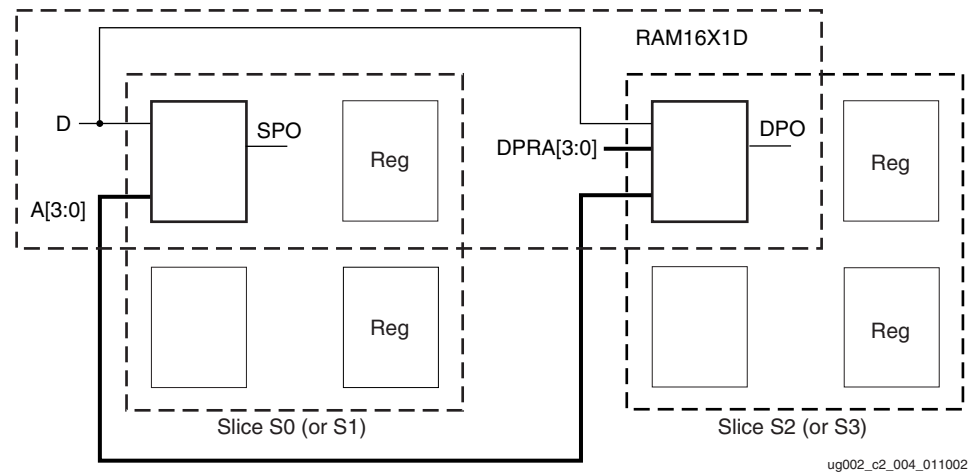 RAM16X1D
D
SPO
Reg
DPRA[3:0]
DPO
Reg
A[3:0]
Reg
Reg
Slice S0 (or S1)
Slice S2 (or S3)
ug002_c2_004_011002